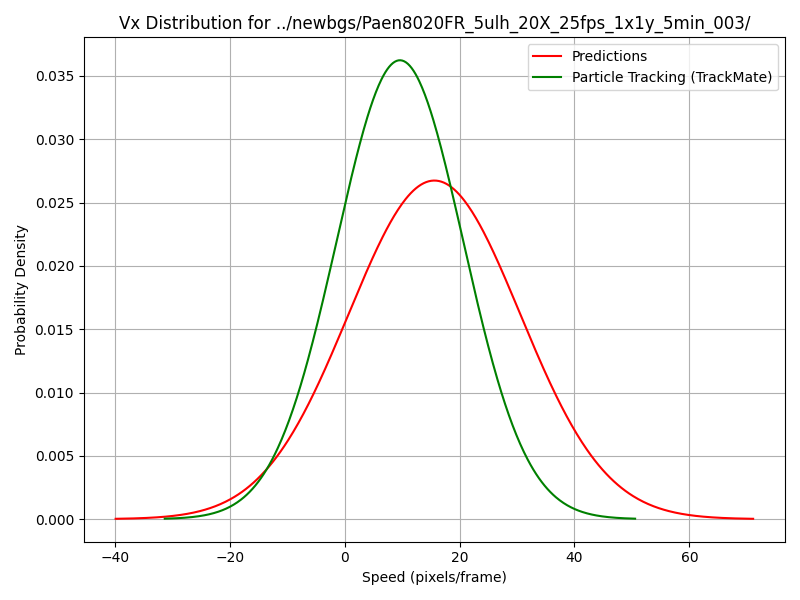 Vx Distribution for ../newbgs/Paen8020FR_5ulh_20X_25fps_1x1y_5min_003/
Predictions
Particle Tracking (TrackMate)
Probability Density
0.035
0.030
0.025
0.020
0.015
0.010
0.005
0.000
−40
−20
0
20
40
60
Speed (pixels/frame)